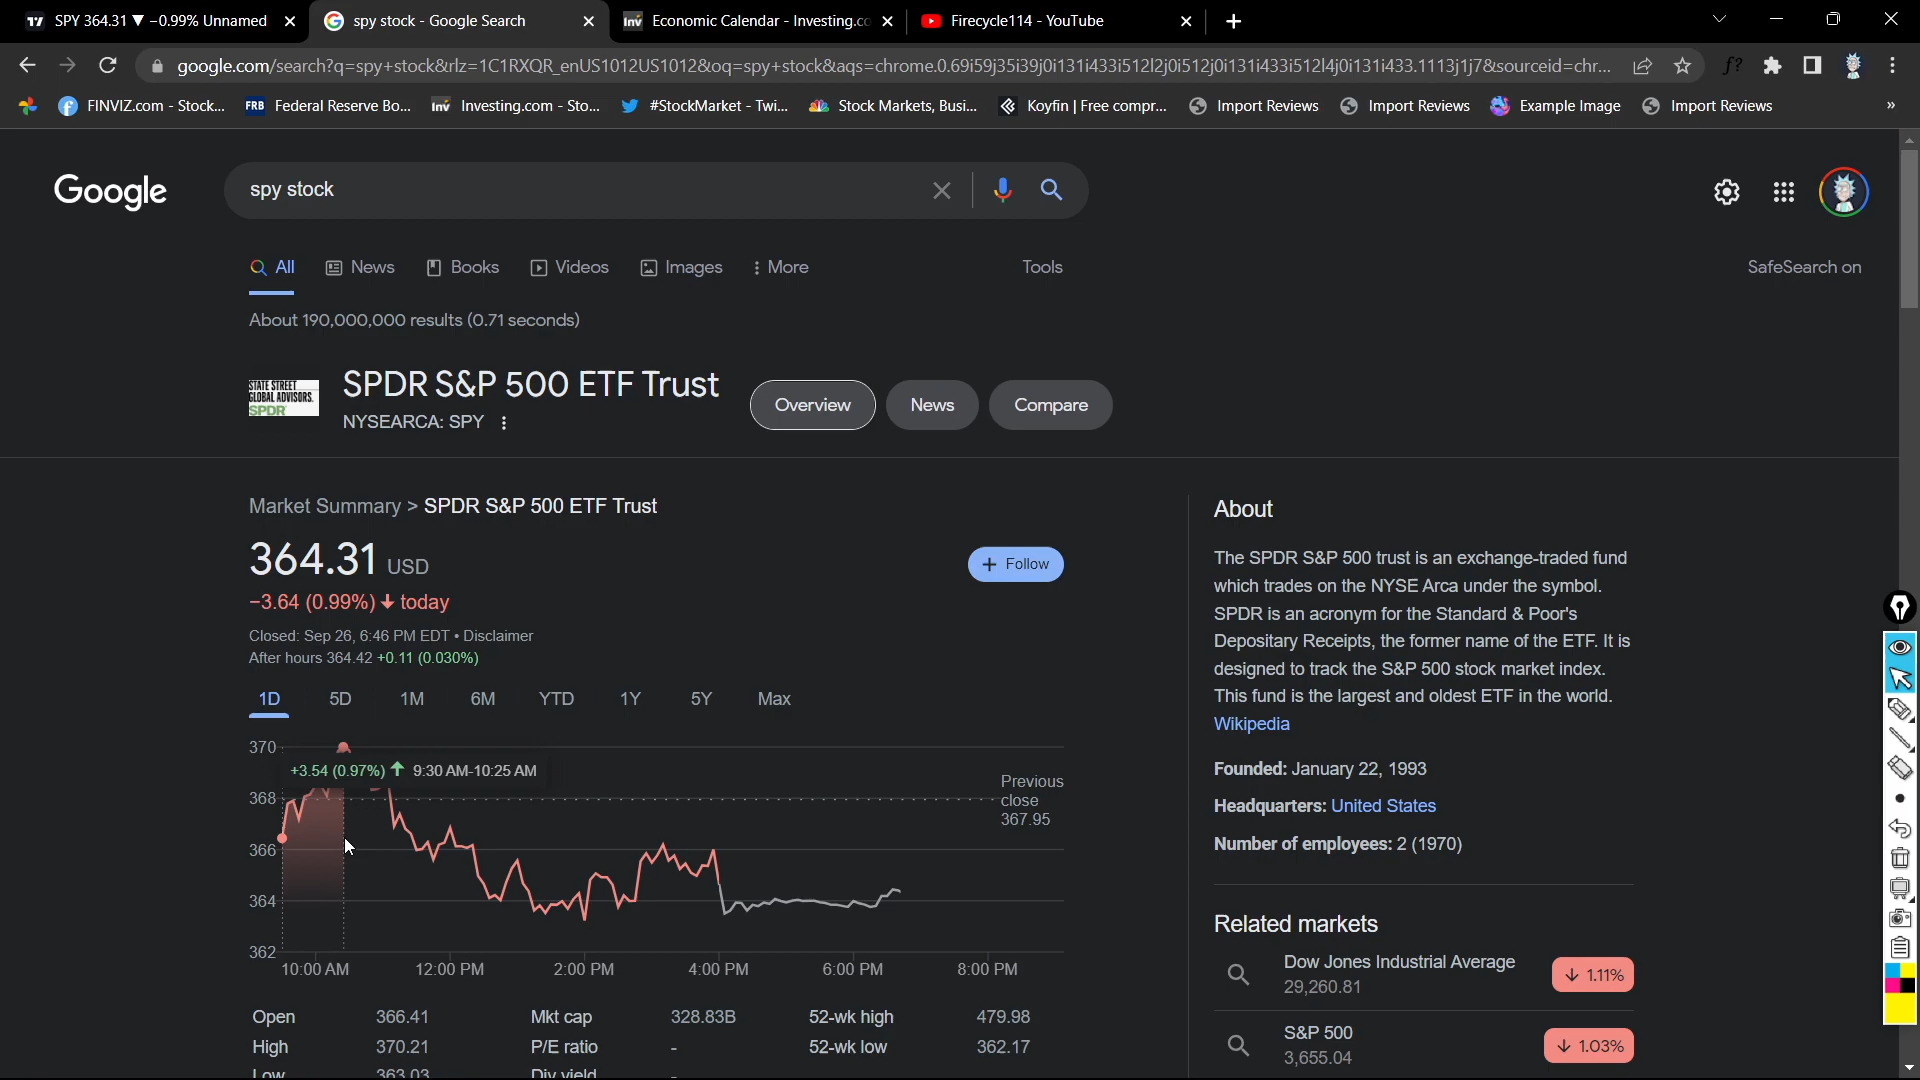 SPY 364.31 ▼ −0.99% Unnamed
spy stock - Google Search
Economic Calendar - Investing.co
Firecycle114 - YouTube
google.com/search?q=spy+stock&rlz=1C1RXQR_enUS1012US1012&oq=spy+stock&aqs=chrome.0.69i59j35i39j0i131i433i512l2j0i512j0i131i433i512l4j0i131i433.1113j1j7&sourceid=chr...
FINVIZ.com - Stock...
FRB Federal Reserve Bo...
Inv Investing.com - Sto...
#StockMarket - Twi...
Stock Markets, Busi...
Koyfin | Free compr...
Import Reviews
Import Reviews
Example Image
Import Reviews
»
Google
spy stock
All
News
Books
Videos
Images
More
Tools
SafeSearch on
About 190,000,000 results (0.71 seconds)
STATE STREET
GLOBAL ADVISORS.
SPDR
SPDR S&P 500 ETF Trust
NYSEARCA: SPY
Overview
News
Compare
Market Summary > SPDR S&P 500 ETF Trust
364.31 USD
+ Follow
−3.64 (0.99%) ↓ today
Closed: Sep 26, 6:46 PM EDT • Disclaimer
After hours 364.42 +0.11 (0.030%)
1D 5D 1M 6M YTD 1Y 5Y Max
370
+3.54 (0.97%) ↑ 9:30 AM-10:25 AM
368
Previous
close
367.95
366
364
362
10:00 AM 12:00 PM 2:00 PM 4:00 PM 6:00 PM 8:00 PM
Open 366.41 Mkt cap 328.83B 52-wk high 479.98
High 370.21 P/E ratio - 52-wk low 362.17
Low 363.03 Div yield -
About
The SPDR S&P 500 trust is an exchange-traded fund
which trades on the NYSE Arca under the symbol.
SPDR is an acronym for the Standard & Poor's
Depositary Receipts, the former name of the ETF. It is
designed to track the S&P 500 stock market index.
This fund is the largest and oldest ETF in the world.
Wikipedia
Founded: January 22, 1993
Headquarters: United States
Number of employees: 2 (1970)
Related markets
Dow Jones Industrial Average
29,260.81
↓ 1.11%
S&P 500
3,655.04
↓ 1.03%